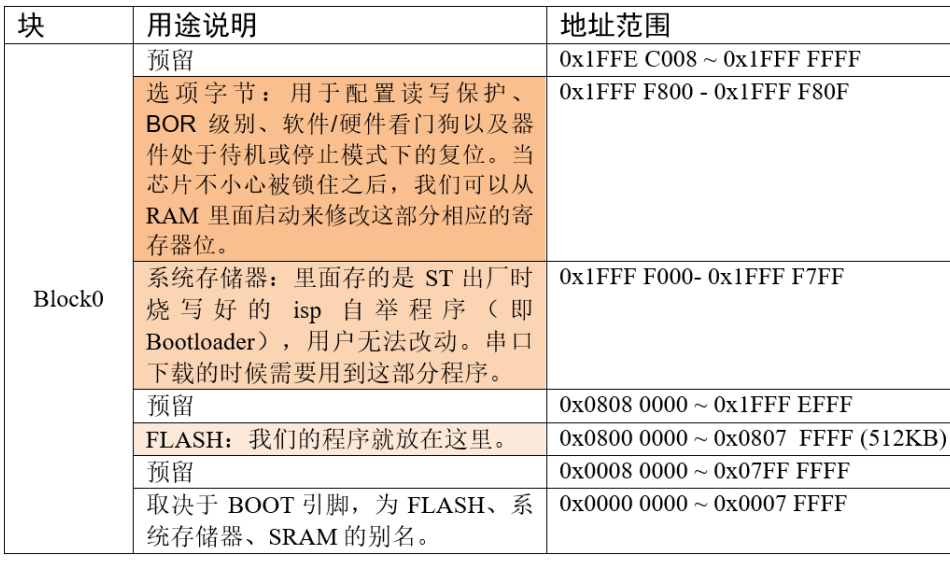 块 用途说明 地址范围
预留 0x1FFE C008 ~ 0x1FFF FFFF
选项字节：用于配置读写保护、 0x1FFF F800 - 0x1FFF F80F
BOR 级别、软件/硬件看门狗以及器
件处于待机或停止模式下的复位。当
芯片不小心被锁住之后，我们可以从
RAM 里面启动来修改这部分相应的寄
存器位。
Block0
系统存储器：里面存的是 ST 出厂时 0x1FFF F000- 0x1FFF F7FF
烧写好的 isp 自举程序（即
Bootloader），用户无法改动。串口
下载的时候需要用到这部分程序。
预留 0x0808 0000 ~ 0x1FFF EFFF
FLASH：我们的程序就放在这里。 0x0800 0000 ~ 0x0807 FFFF (512KB)
预留 0x0008 0000 ~ 0x07FF FFFF
取决于 BOOT 引脚，为 FLASH、系 0x0000 0000 ~ 0x0007 FFFF
统存储器、SRAM 的别名。